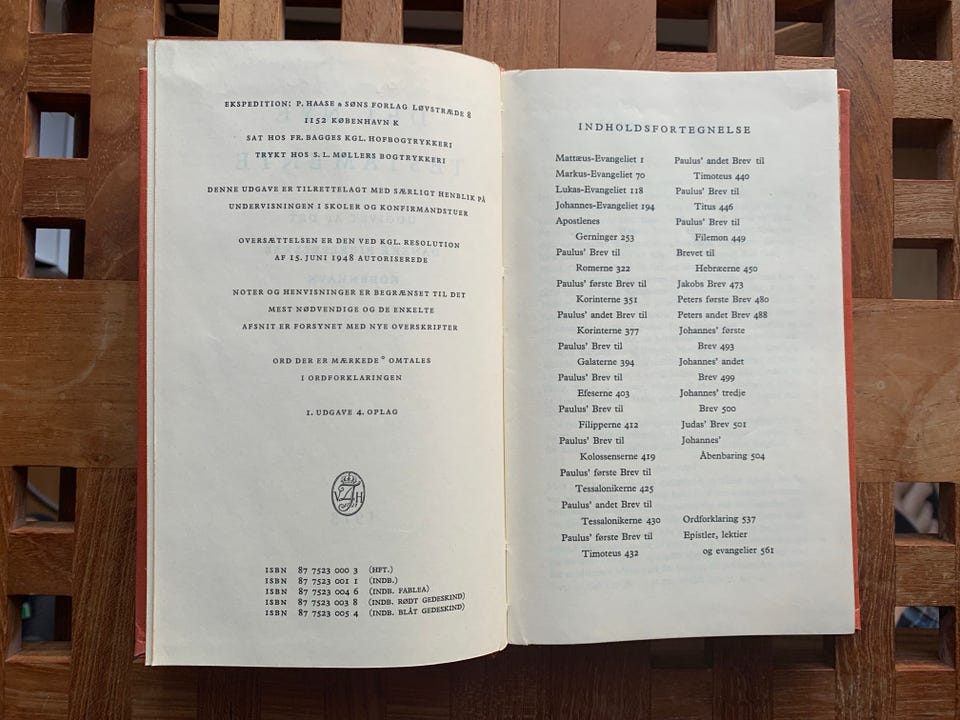 EKSPEDITION: P. HAASE & SØNS FORLAG LØVSTRÆDE 8
1152 KØBENHAVN K
SAT HOS FR. BAGGES KGL. HOFBOGTRYKKERI
TRYKT HOS S. L. MØLLERS BOGTRYKKERI
DENNE UDGAVE ER TILRETTELAGT MED SÆRLIGT HENBLIK PÅ
UNDERVISNINGEN I SKOLER OG KONFIRMANDSTUER
OVERSÆTTELSEN ER DEN VED KGL. RESOLUTION
AF 15. JUNI 1948 AUTORISEREDE
NOTER OG HENVISNINGER ER BEGRÆNSET TIL DET
MEST NØDVENDIGE OG DE ENKELTE
AFSNIT ER FORSYNET MED NYE OVERSKRIFTER
ORD DER ER MÆRKEDE° OMTALES
I ORDFORKLARINGEN
1. UDGAVE 4. OPLAG
ISBN 87 7523 000 3 (HFT.)
ISBN 87 7523 001 1 (INDB.)
ISBN 87 7523 004 6 (INDB. FABLEA)
ISBN 87 7523 003 8 (INDB. RØDT GEDESKIND)
ISBN 87 7523 005 4 (INDB. BLÅT GEDESKIND)
INDHOLDSFORTEGNELSE
Mattæus-Evangeliet 1
Markus-Evangeliet 70
Lukas-Evangeliet 118
Johannes-Evangeliet 194
Apostlenes
Gerninger 253
Paulus' Brev til
Romerne 322
Paulus' første Brev til
Korinterne 351
Paulus' andet Brev til
Korinterne 377
Paulus' Brev til
Galaterne 394
Paulus' Brev til
Efeserne 403
Paulus' Brev til
Filipperne 412
Paulus' Brev til
Kolossenserne 419
Paulus' første Brev til
Tessalonikerne 425
Paulus' andet Brev til
Tessalonikerne 430
Paulus' første Brev til
Timoteus 432
Paulus' andet Brev til
Timoteus 440
Paulus' Brev til
Titus 446
Paulus' Brev til
Filemon 449
Brevet til
Hebræerne 450
Jakobs Brev 473
Peters første Brev 480
Peters andet Brev 488
Johannes' første
Brev 493
Johannes' andet
Brev 499
Johannes' tredje
Brev 500
Judas' Brev 501
Johannes'
Åbenbaring 504
Ordforklaring 537
Epistler, lektier
og evangelier 561